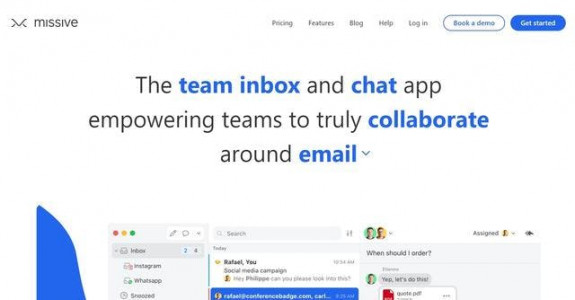 missive
Pricing Features Blog Help Log in Book a demo Get started
The team inbox and chat app
empowering teams to truly collaborate
around email
Inbox 2 4
Search
Assigned
Instagram
Whatsapp
Snoozed
Today
Rafael, You 10:54 AM
Social media campaign
Hey Philippe can you please look into this?
rafael@conferencebadge.com, carl...
When should I order?
Yep, let's do this!
quote.pdf